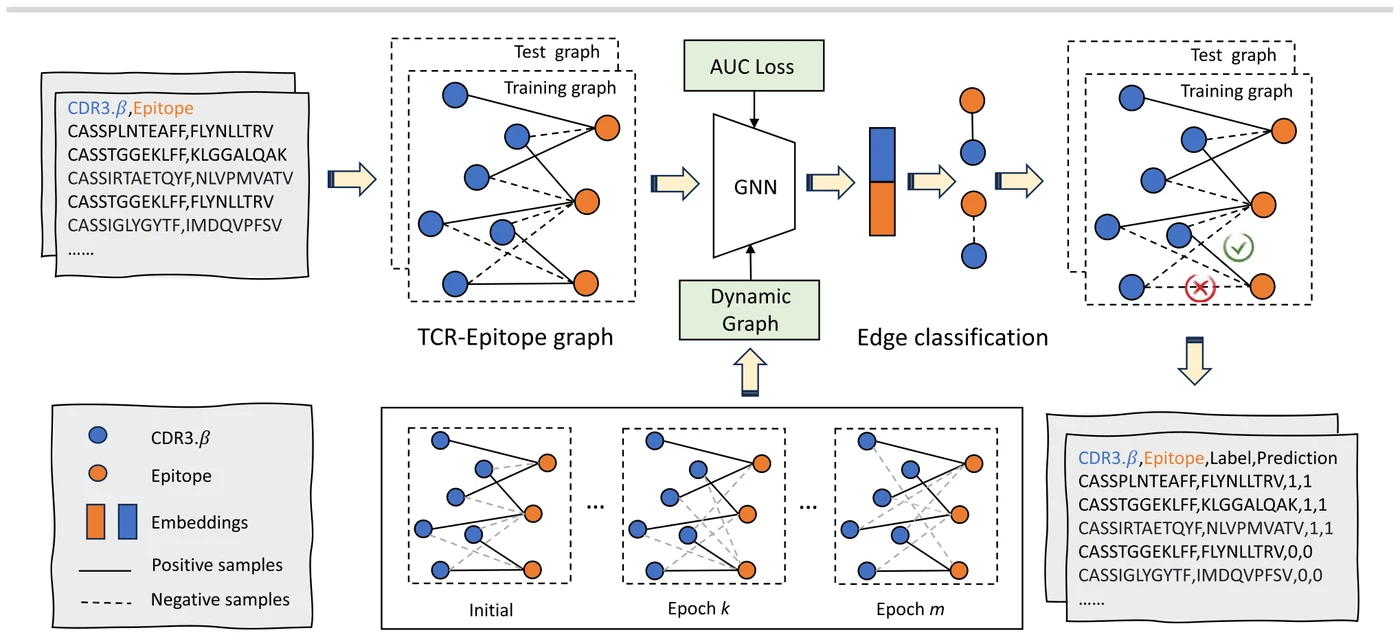 CDR3.β,Epitope
CASSPLNTEAFF,FLYNLLTRV
CASSTGGEKLFF,KLGGALQAK
CASSIRTAETQYF,NLVPMVATV
CASSTGGEKLFF,FLYNLLTRV
CASSIGLYGYTF,IMDQVPFSV
......
Test graph
Training graph
TCR-Epitope graph
AUC Loss
GNN
Dynamic
Graph
Edge classification
Test graph
Training graph
CDR3.β
Epitope
Embeddings
Positive samples
Negative samples
...
...
Initial
Epoch k
Epoch m
CDR3.β,Epitope,Label,Prediction
CASSPLNTEAFF,FLYNLLTRV,1,1
CASSTGGEKLFF,KLGGALQAK,1,1
CASSIRTAETQYF,NLVPMVATV,1,1
CASSTGGEKLFF,FLYNLLTRV,0,0
CASSIGLYGYTF,IMDQVPFSV,0,0
......